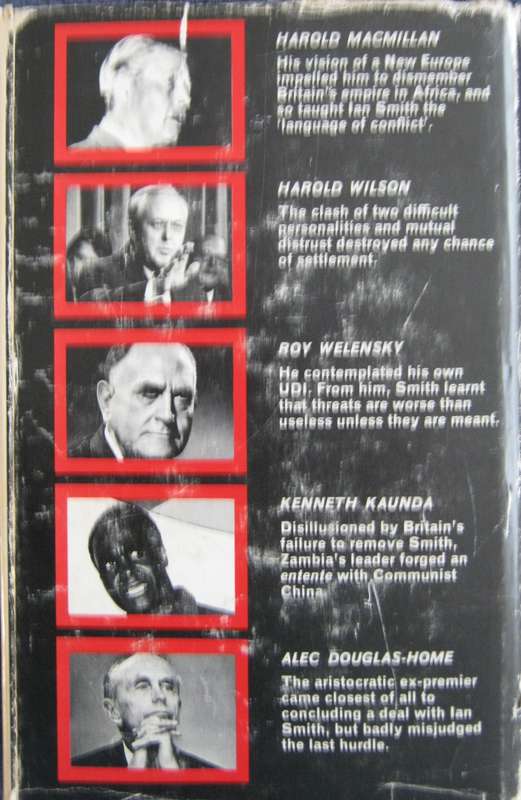 HAROLD MACMILLAN
His vision of a New Europe
impelled him to dismember
Britain's empire in Africa, and
so taught Ian Smith the
'language of conflict'.
HAROLD WILSON
The clash of two difficult
personalities and mutual
distrust destroyed any chance
of settlement.
ROY WELENSKY
He contemplated his own
UDI. From him, Smith learnt
that threats are worse than
useless unless they are meant.
KENNETH KAUNDA
Disillusioned by Britain's
failure to remove Smith,
Zambia's leader forged an
entente with Communist
China.
ALEC DOUGLAS-HOME
The aristocratic ex-premier
came closest of all to
concluding a deal with Ian
Smith, but badly misjudged
the last hurdle.